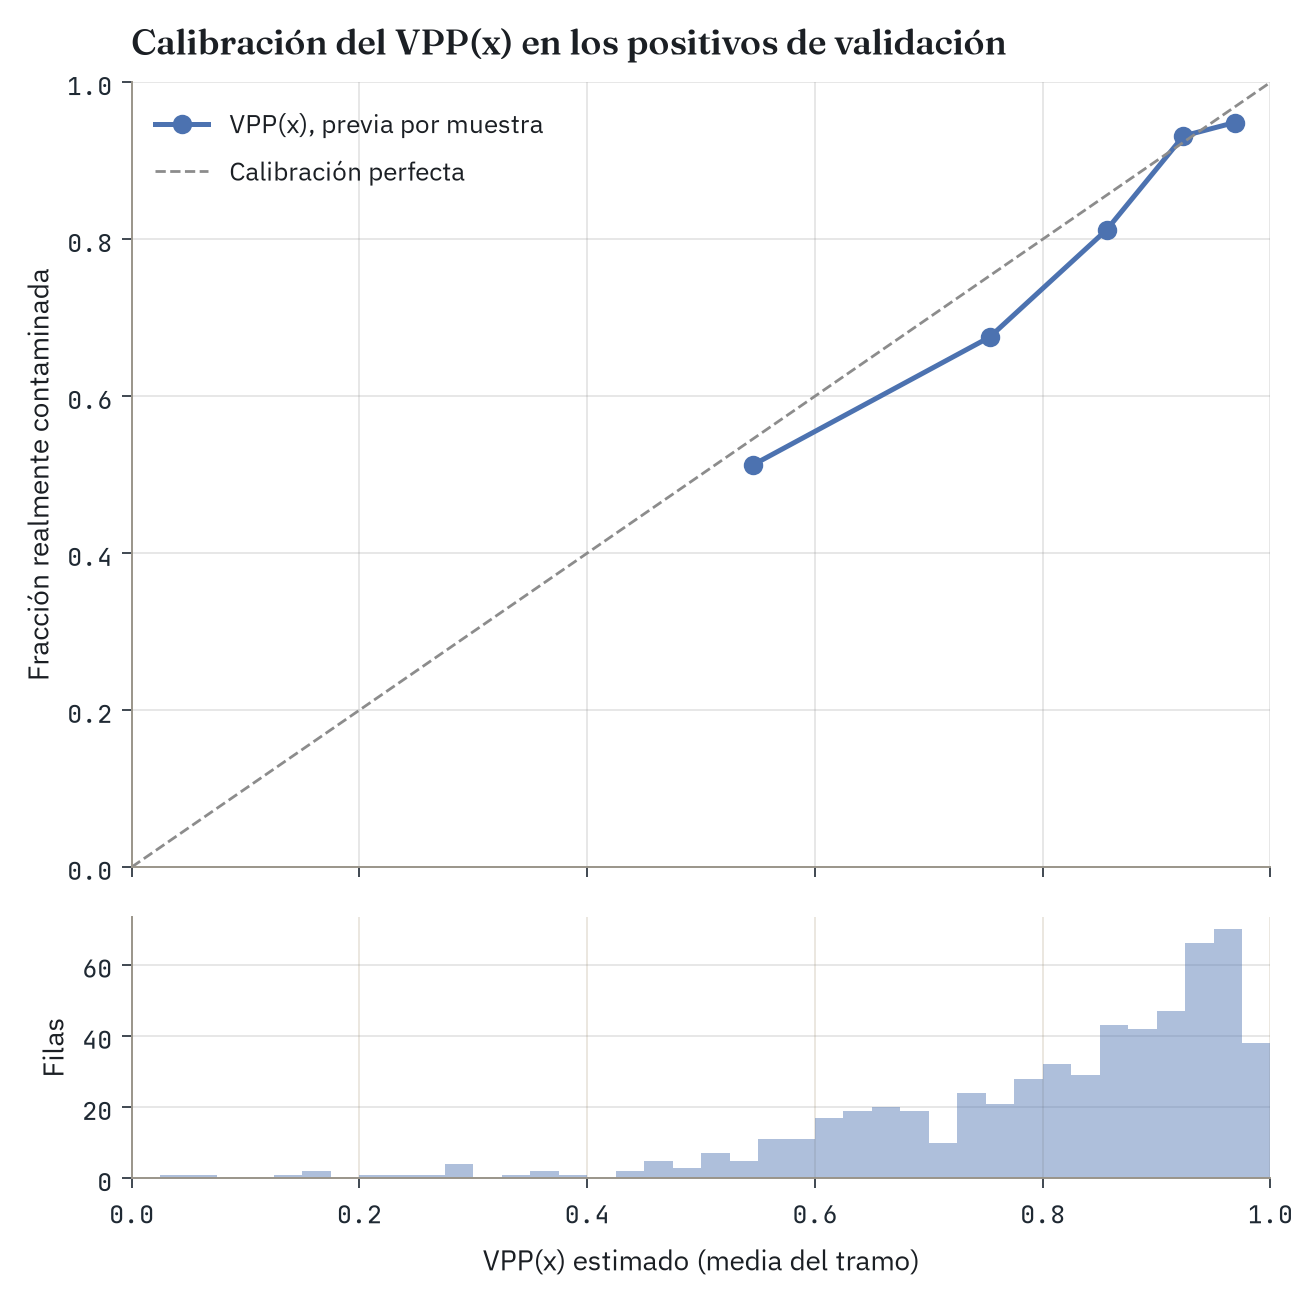 Calibración del VPP(x) en los positivos de validación
VPP(x), previa por muestra
Calibración perfecta
Fracción realmente contaminada
1.0
0.8
0.6
0.4
0.2
0.0
Filas
60
40
20
0
0.0 0.2 0.4 0.6 0.8 1.0
VPP(x) estimado (media del tramo)